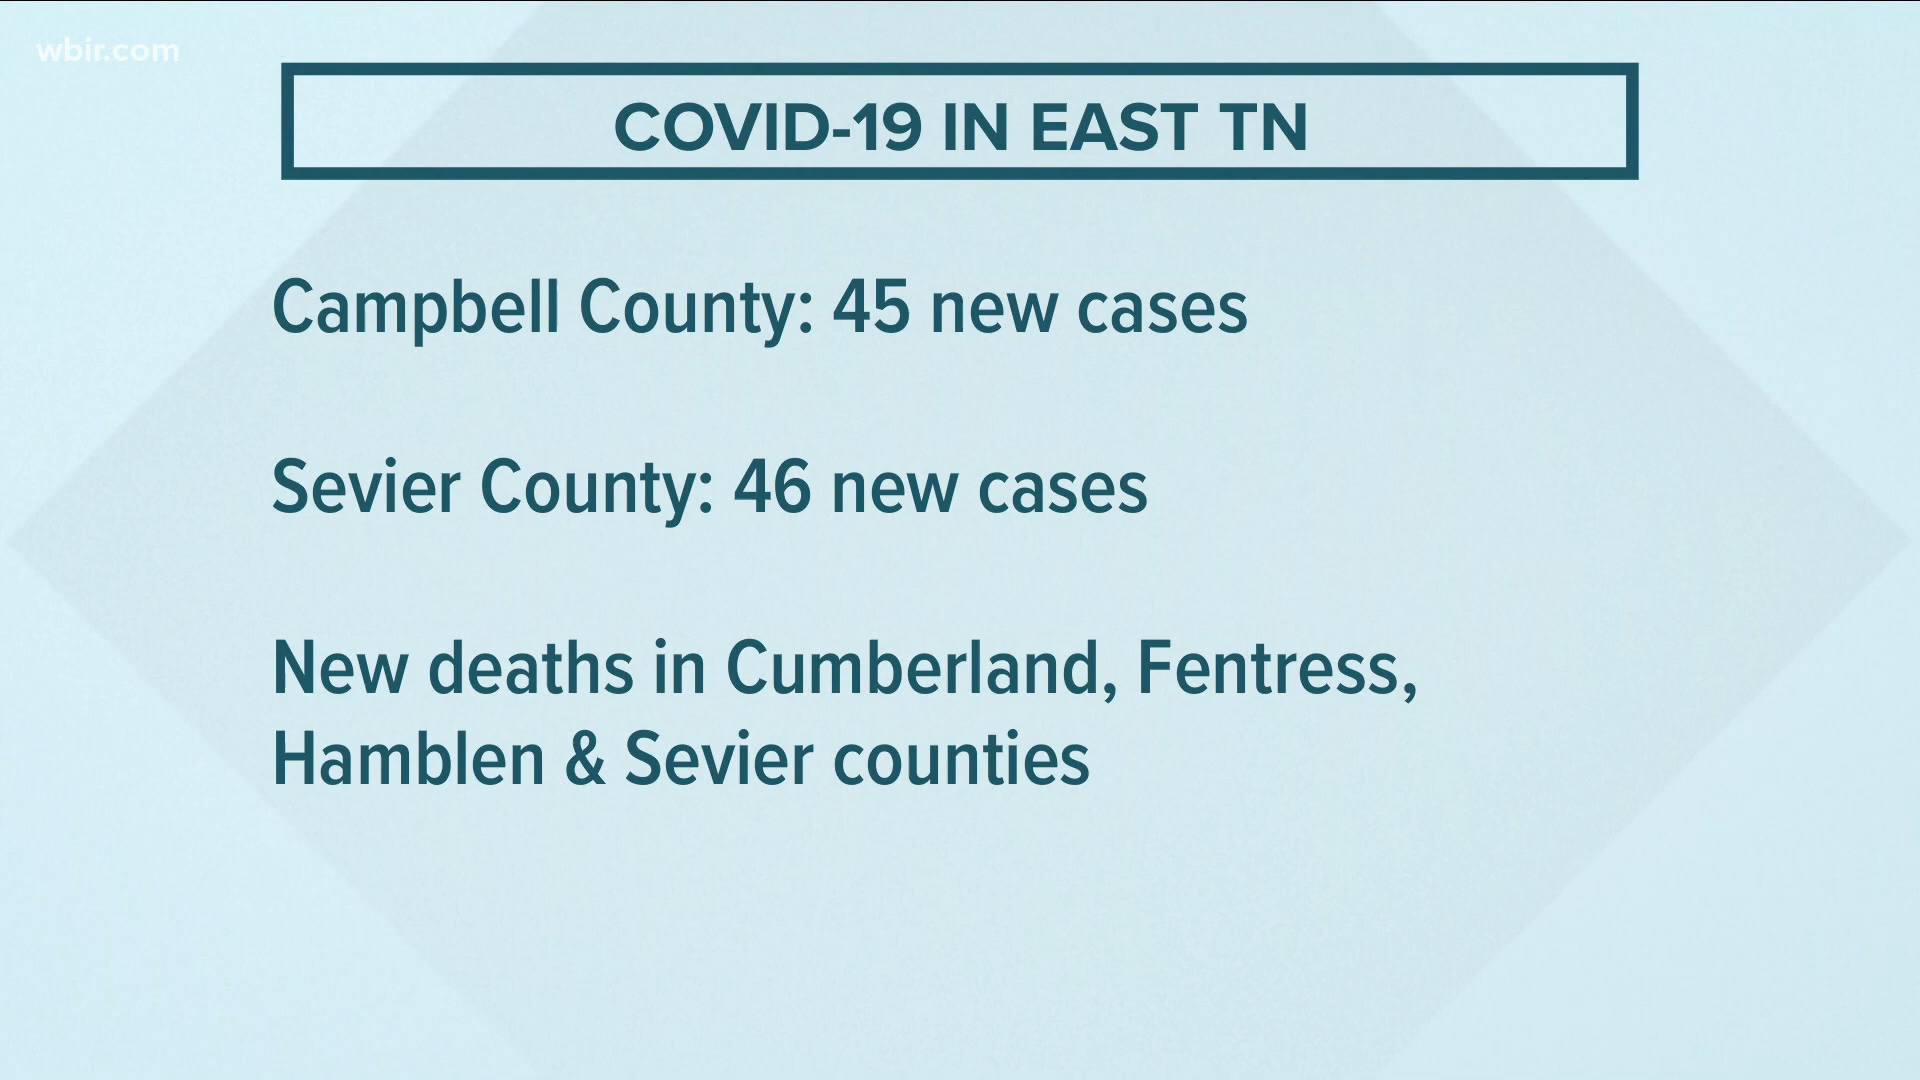 wbir.com
COVID-19 IN EAST TN
Campbell County: 45 new cases
Sevier County: 46 new cases
New deaths in Cumberland, Fentress,
Hamblen & Sevier counties